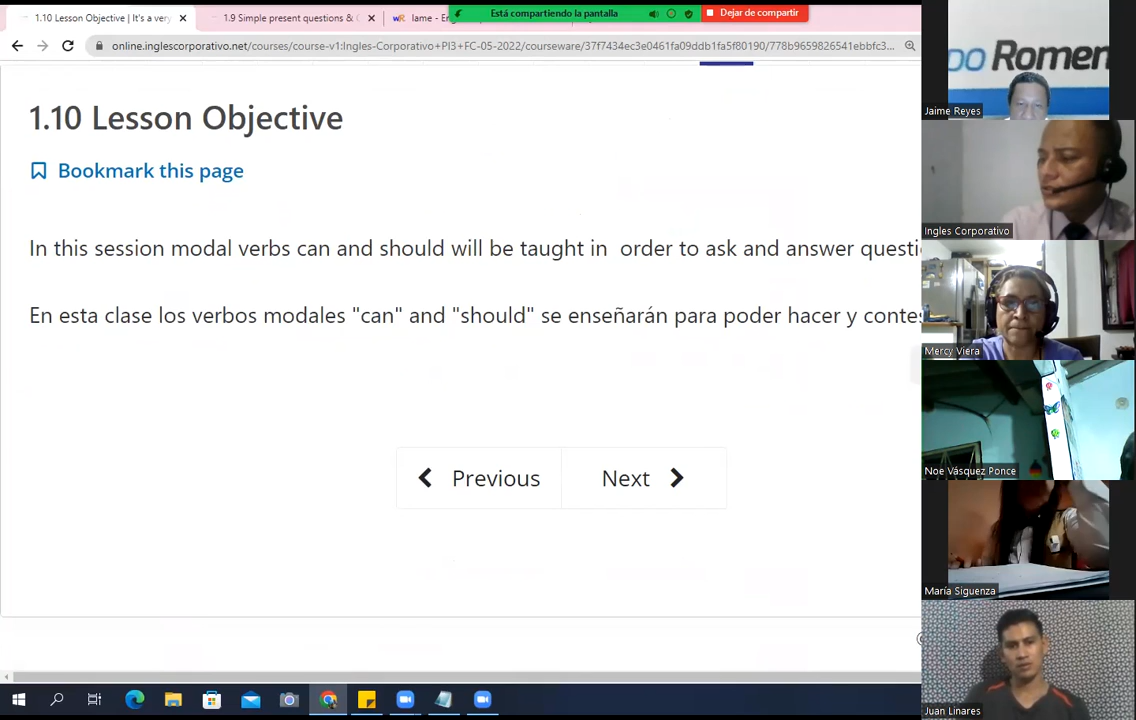 1.10 Lesson Objective | It's a very
1.9 Simple present questions &
lame - En
Está compartiendo la pantalla
Dejar de compartir
online.inglescorporativo.net/courses/course-v1:Ingles-Corporativo+PI3+FC-05-2022/courseware/37f7434ec3e0461fa09ddb1fa5f80190/778b9659826541ebbfc3...
1.10 Lesson Objective
Bookmark this page
In this session modal verbs can and should will be taught in order to ask and answer questi
En esta clase los verbos modales "can" and "should" se enseñarán para poder hacer y contes
Previous
Next
Romen
Jaime Reyes
Ingles Corporativo
Mercy Viera
Noe Vásquez Ponce
María Siguenza
Juan Linares